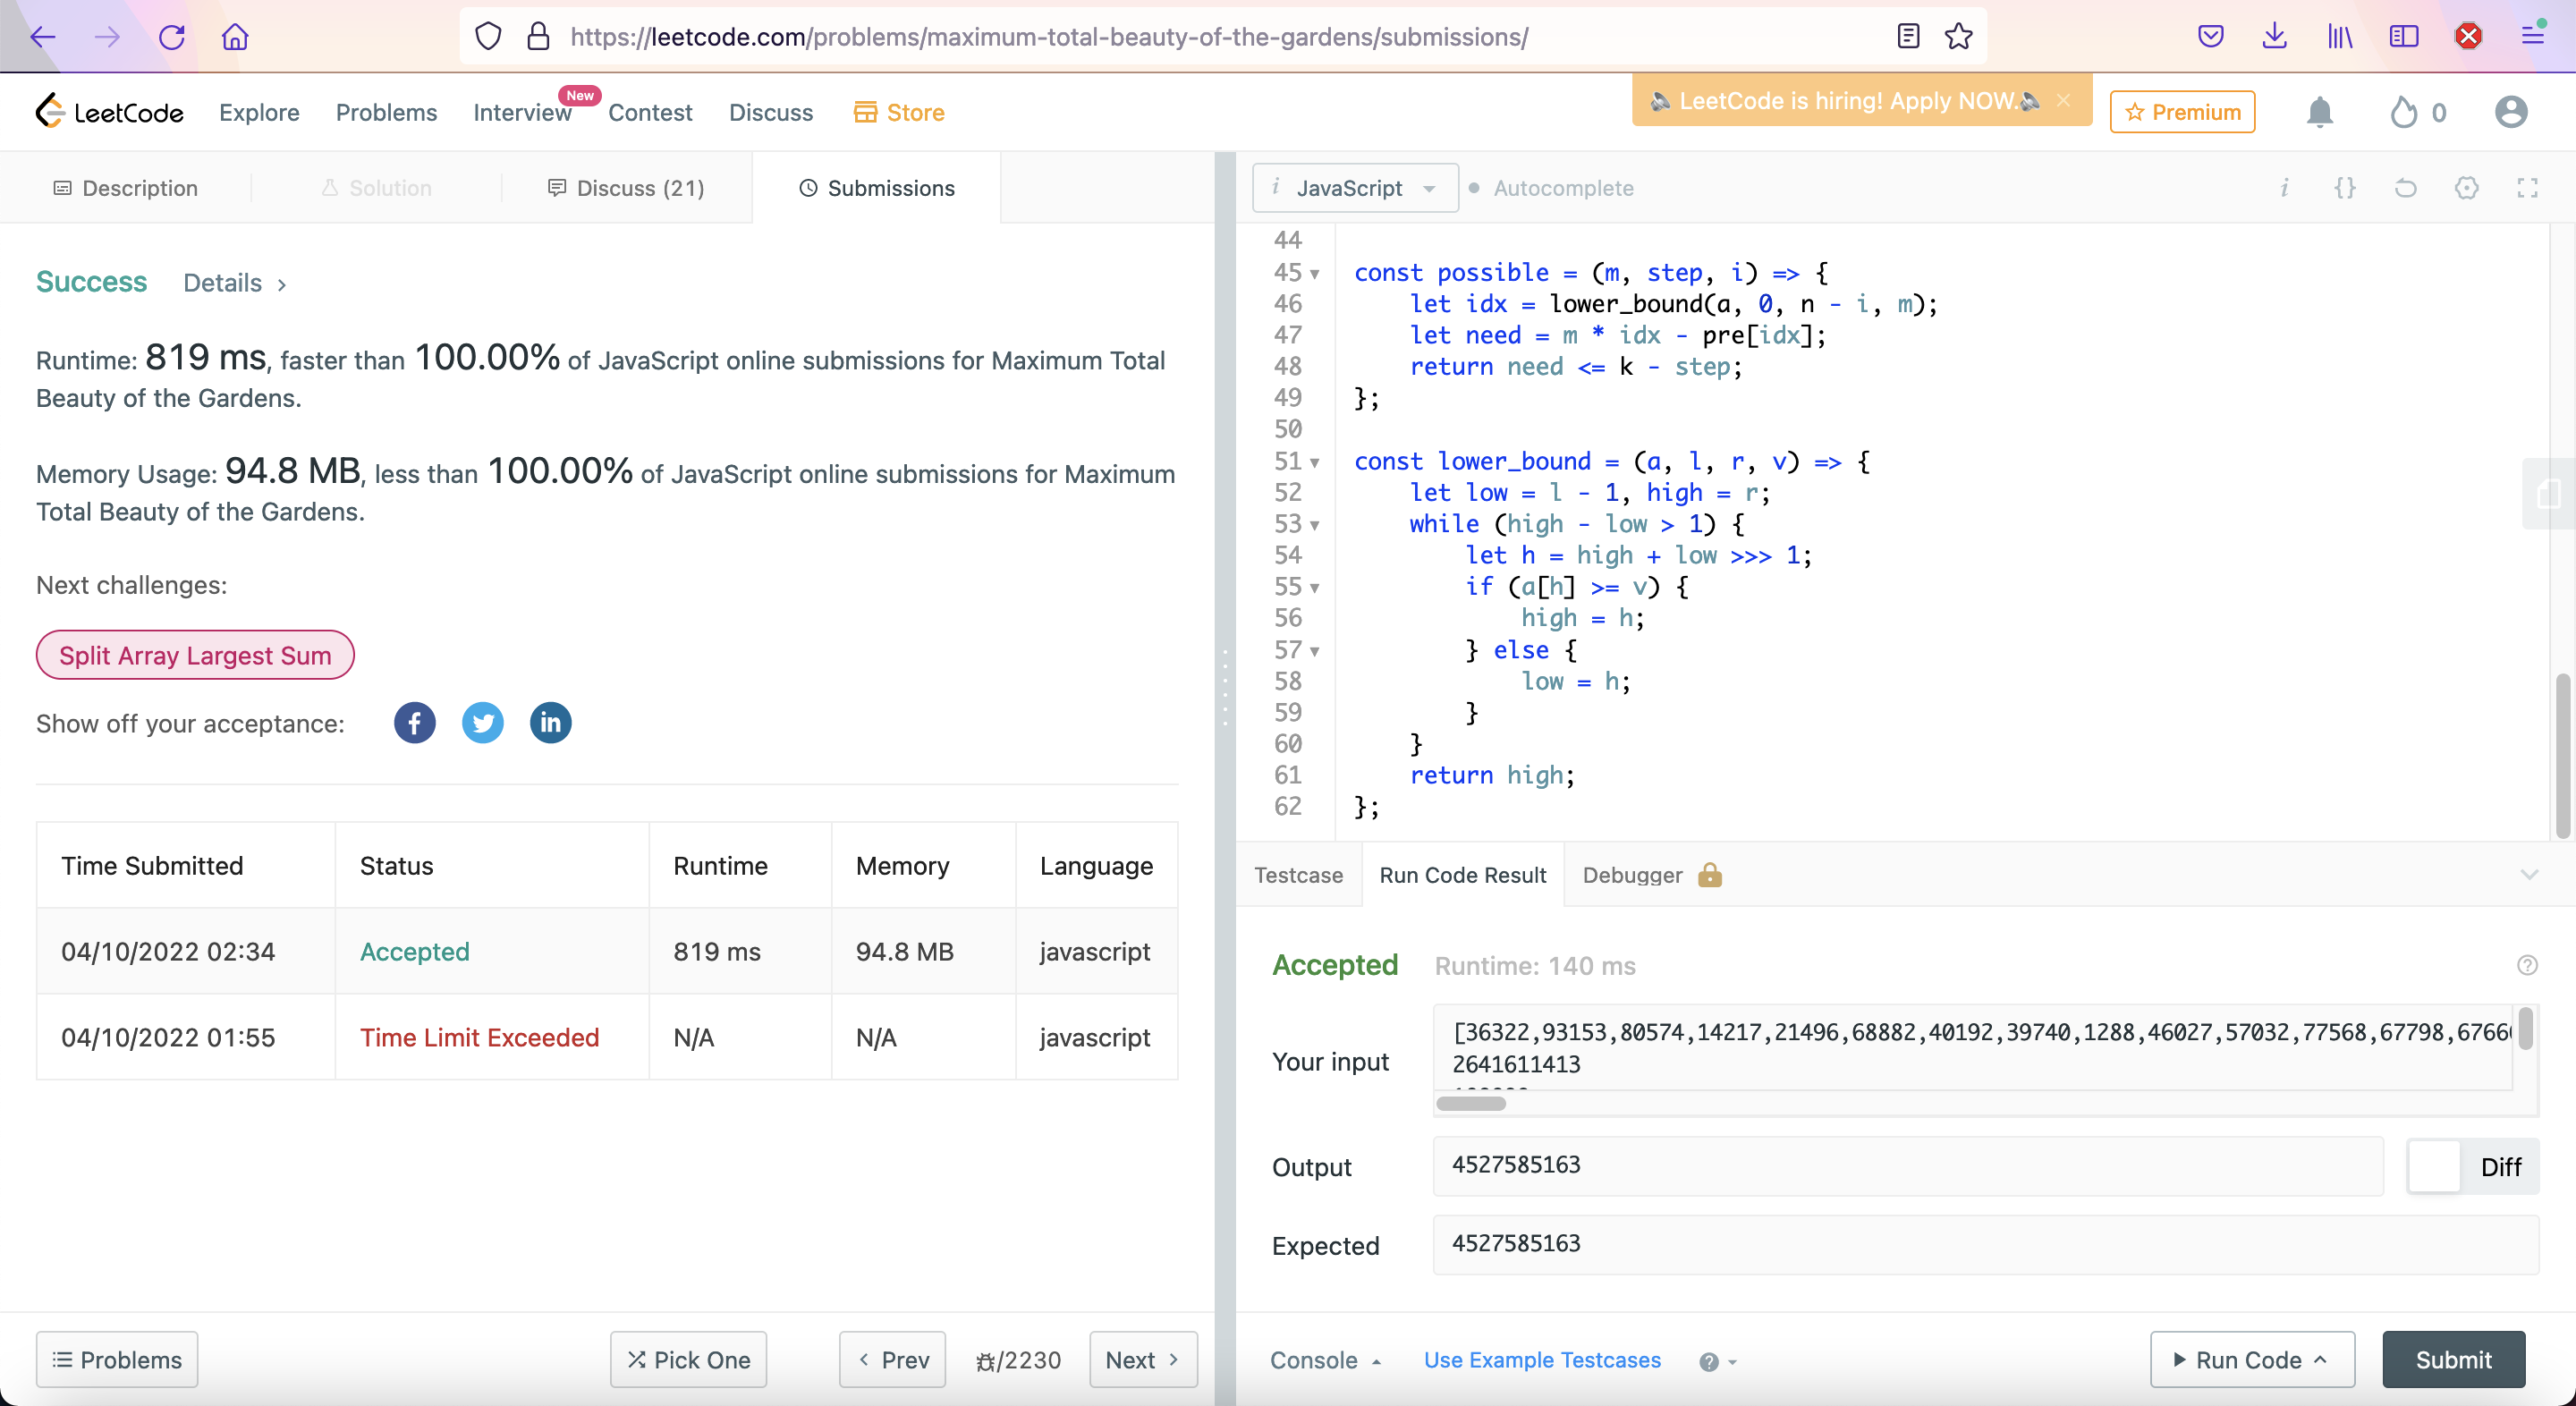 https://leetcode.com/problems/maximum-total-beauty-of-the-gardens/submissions/
LeetCode
Explore
Problems
Interview
New
Contest
Discuss
Store
🔈 LeetCode is hiring! Apply NOW.🔈 ×
Premium
0
Description
Solution
Discuss (21)
Submissions
Success
Details
Runtime: 819 ms, faster than 100.00% of JavaScript online submissions for Maximum Total
Beauty of the Gardens.
Memory Usage: 94.8 MB, less than 100.00% of JavaScript online submissions for Maximum
Total Beauty of the Gardens.
Next challenges:
Split Array Largest Sum
Show off your acceptance:
Time Submitted Status Runtime Memory Language
04/10/2022 02:34 Accepted 819 ms 94.8 MB javascript
04/10/2022 01:55 Time Limit Exceeded N/A N/A javascript
Problems
Pick One
Prev
/2230
Next
i JavaScript
Autocomplete
44
45 const possible = (m, step, i) => {
46 let idx = lower_bound(a, 0, n - i, m);
47 let need = m * idx - pre[idx];
48 return need <= k - step;
49 };
50
51 const lower_bound = (a, l, r, v) => {
52 let low = l - 1, high = r;
53 while (high - low > 1) {
54 let h = high + low >>> 1;
55 if (a[h] >= v) {
56 high = h;
57 } else {
58 low = h;
59 }
60 }
61 return high;
62 };
Testcase
Run Code Result
Debugger
Accepted
Runtime: 140 ms
Your input
[36322,93153,80574,14217,21496,68882,40192,39740,1288,46027,57032,77568,67798,6766
2641611413
Output
4527585163
Diff
Expected
4527585163
Console
Use Example Testcases
Run Code
Submit